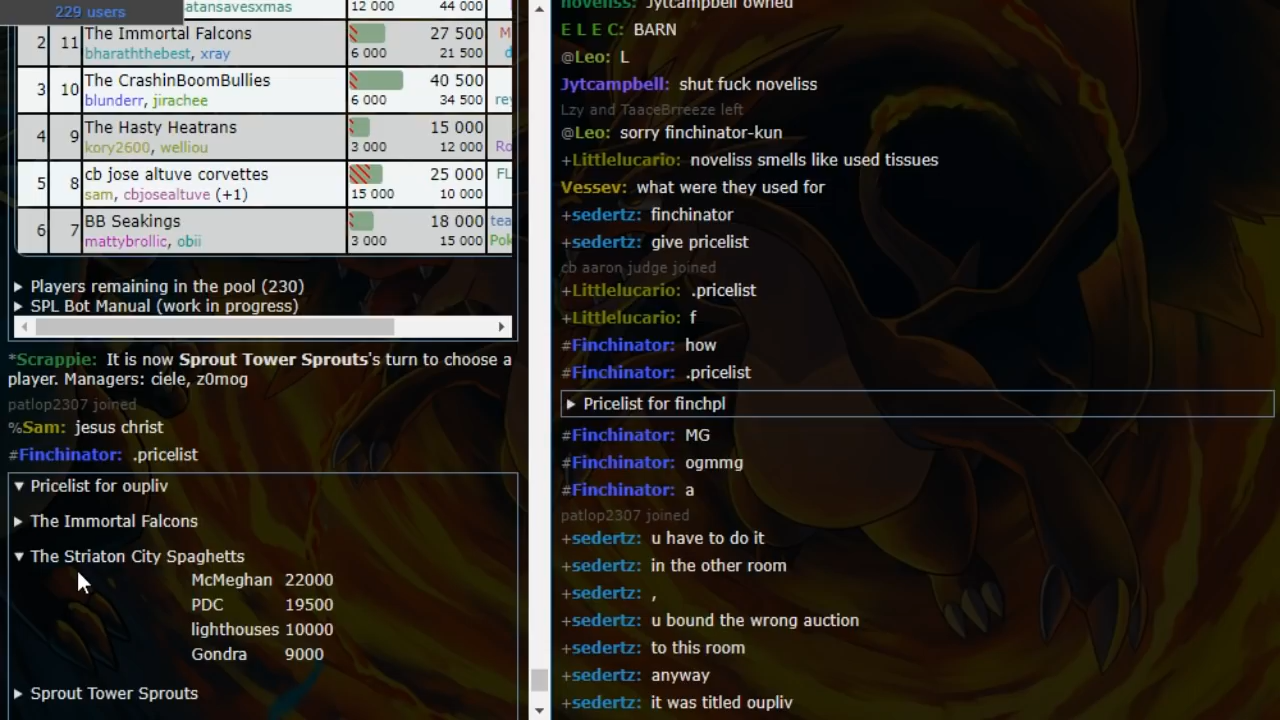 229 users
atansavesxmas
12 000 44 000
2 11 The Immortal Falcons 27 500 M
bharaththebest, xray 6 000 21 500 d
3 10 The CrashinBoomBullies 40 500
blunderr, jirachee 6 000 34 500 rey
4 9 The Hasty Heatrans 15 000
kory2600, welliou 3 000 12 000 Ro
5 8 cb jose altuve corvettes 25 000 FL
sam, cbjosealtuve (+1) 15 000 10 000
6 7 BB Seakings 18 000 tea
mattybrollic, obii 3 000 15 000 Pok
Players remaining in the pool (230)
SPL Bot Manual (work in progress)
*Scrappie: It is now Sprout Tower Sprouts's turn to choose a
player. Managers: ciele, z0mog
patlop2307 joined
%Sam: jesus christ
#Finchinator: .pricelist
Pricelist for oupliv
The Immortal Falcons
The Striaton City Spaghetts
McMeghan 22000
PDC 19500
lighthouses 10000
Gondra 9000
Sprout Tower Sprouts
noveliss: Jytcampbell owned
E L E C: BARN
@Leo: L
Jytcampbell: shut fuck noveliss
Lzy and TaaceBrreeze left
@Leo: sorry finchinator-kun
+Littlelucario: noveliss smells like used tissues
Vessev: what were they used for
+sedertz: finchinator
+sedertz: give pricelist
cb aaron judge joined
+Littlelucario: .pricelist
+Littlelucario: f
#Finchinator: how
#Finchinator: .pricelist
Pricelist for finchpl
#Finchinator: MG
#Finchinator: ogmmg
#Finchinator: a
patlop2307 joined
+sedertz: u have to do it
+sedertz: in the other room
+sedertz: ,
+sedertz: u bound the wrong auction
+sedertz: to this room
+sedertz: anyway
+sedertz: it was titled oupliv